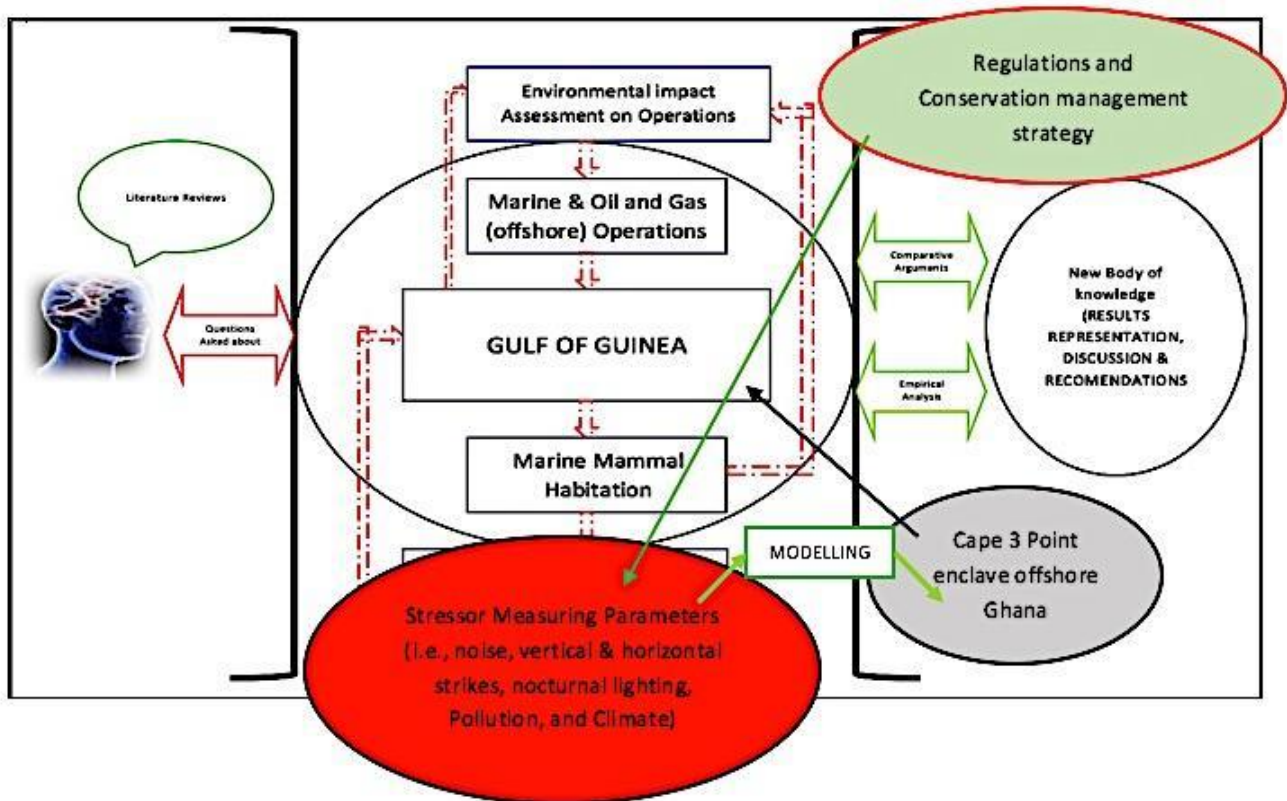 Literature Reviews
Questions
Asked about
Environmental impact
Assessment on Operations
Marine & Oil and Gas
(offshore) Operations
GULF OF GUINEA
Marine Mammal
Habitation
Stressor Measuring Parameters
(i.e., noise, vertical & horizontal
strikes, nocturnal lighting,
Pollution, and Climate)
MODELLING
Regulations and
Conservation management
strategy
Comparative
Arguments
Empirical
Analysis
New Body of
knowledge
(RESULTS
REPRESENTATION,
DISCUSSION &
RECOMENDATIONS
Cape 3 Point
enclave offshore
Ghana